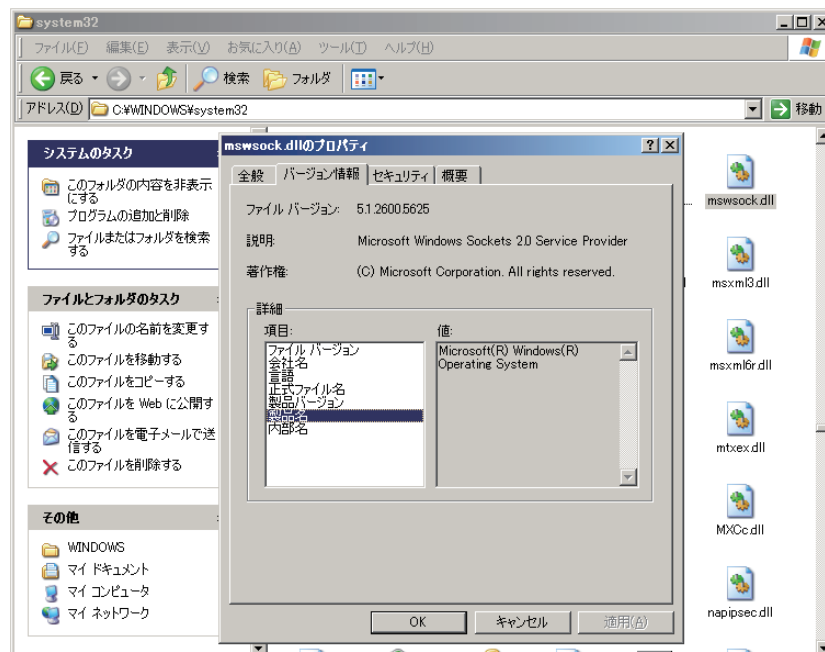 system32
ファイル(F) 編集(E) 表示(V) お気に入り(A) ツール(T) ヘルプ(H)
戻る 検索 フォルダ
アドレス(D) C:¥WINDOWS¥system32 移動
システムのタスク
このフォルダの内容を非表示
にする
プログラムの追加と削除
ファイルまたはフォルダを検索
する
ファイルとフォルダのタスク
このファイルの名前を変更す
る
このファイルを移動する
このファイルをコピーする
このファイルを Web に公開す
る
このファイルを電子メールで送
信する
このファイルを削除する
その他
WINDOWS
マイ ドキュメント
マイ コンピュータ
マイ ネットワーク
mswsock.dllのプロパティ
全般 バージョン情報 セキュリティ 概要
ファイル バージョン: 5.1.2600.5625
説明: Microsoft Windows Sockets 2.0 Service Provider
著作権: (C) Microsoft Corporation. All rights reserved.
詳細
項目: 値:
ファイル バージョン
会社名
言語
正式ファイル名
製品バージョン
製品名
内部名
Microsoft(R) Windows(R)
Operating System
OK キャンセル 適用(A)
mswsock.dll
msxml3.dll
msxml6r.dll
mtxex.dll
MXCc.dll
napipsec.dll